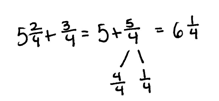 5 2/4 + 3/4 = 5 + 5/4 = 6 1/4
4/4 1/4